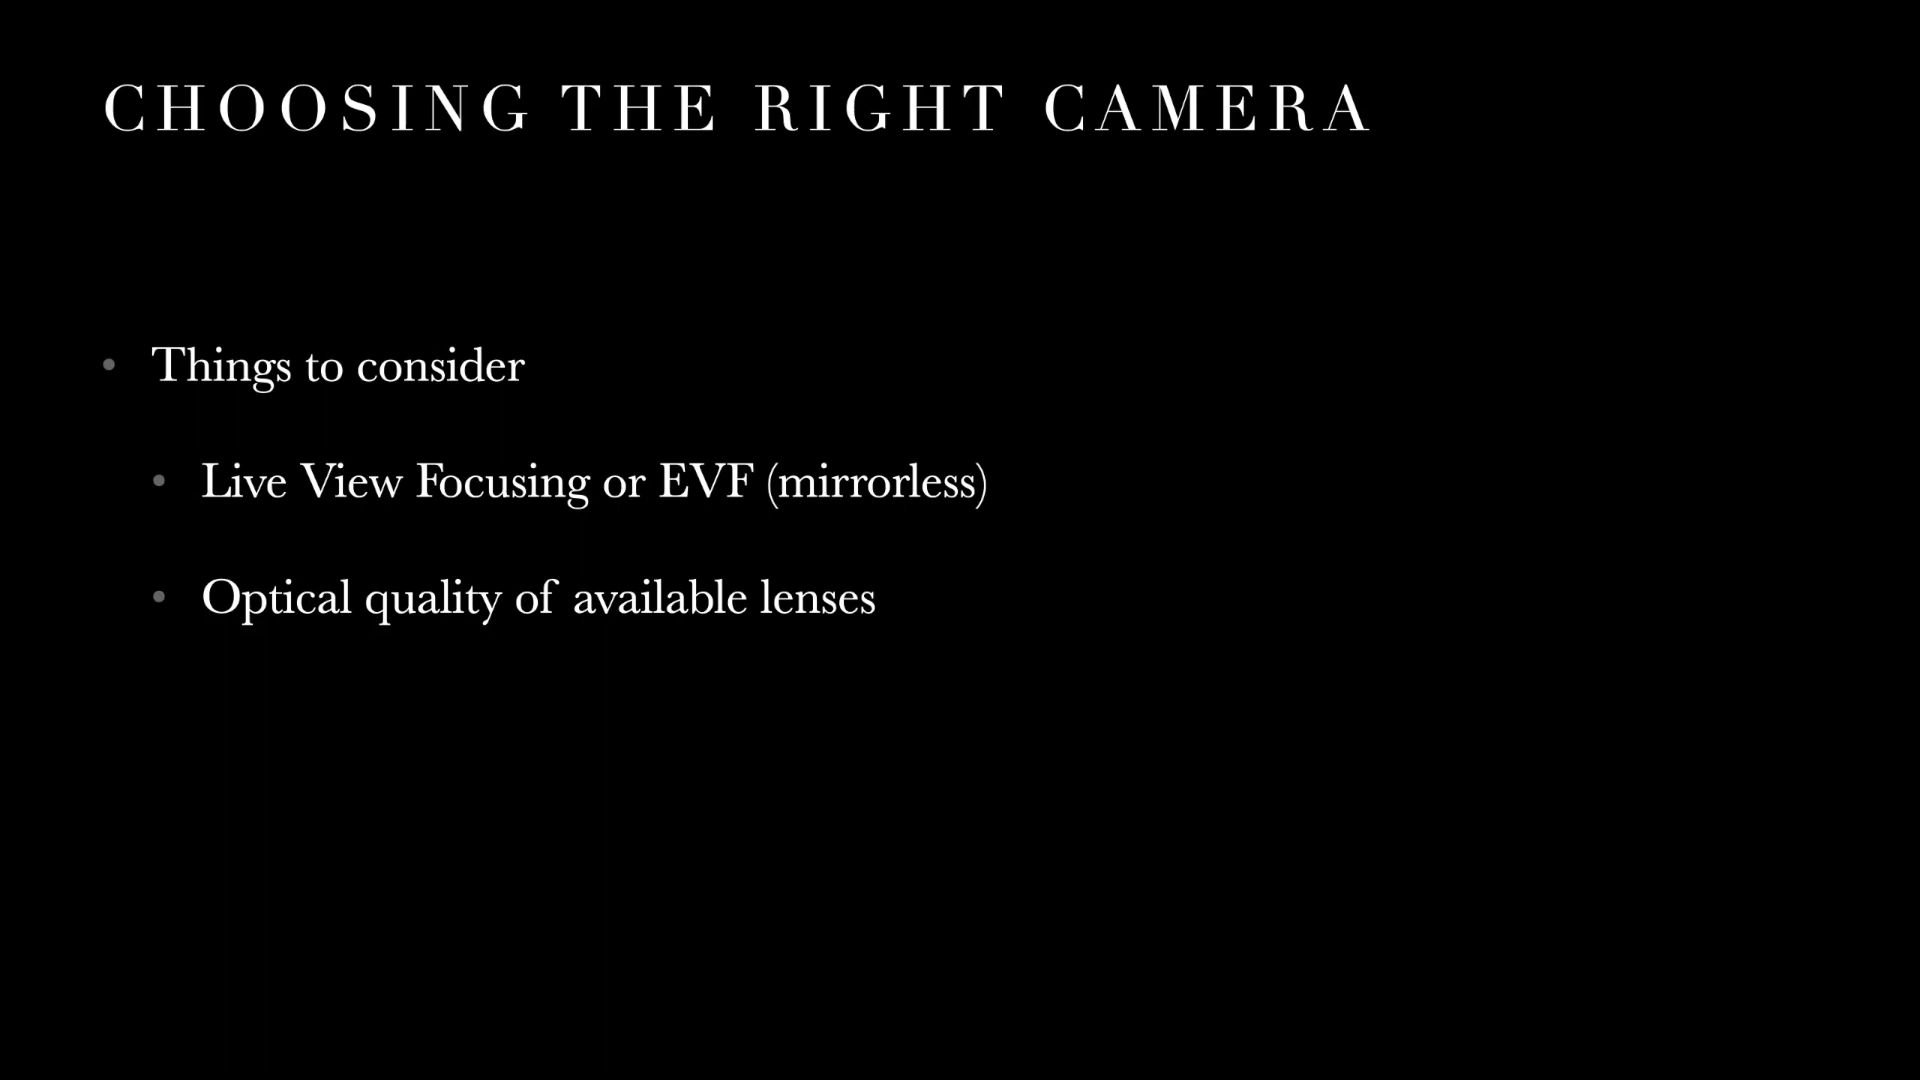 CHOOSING THE RIGHT CAMERA
• Things to consider
• Live View Focusing or EVF (mirrorless)
• Optical quality of available lenses